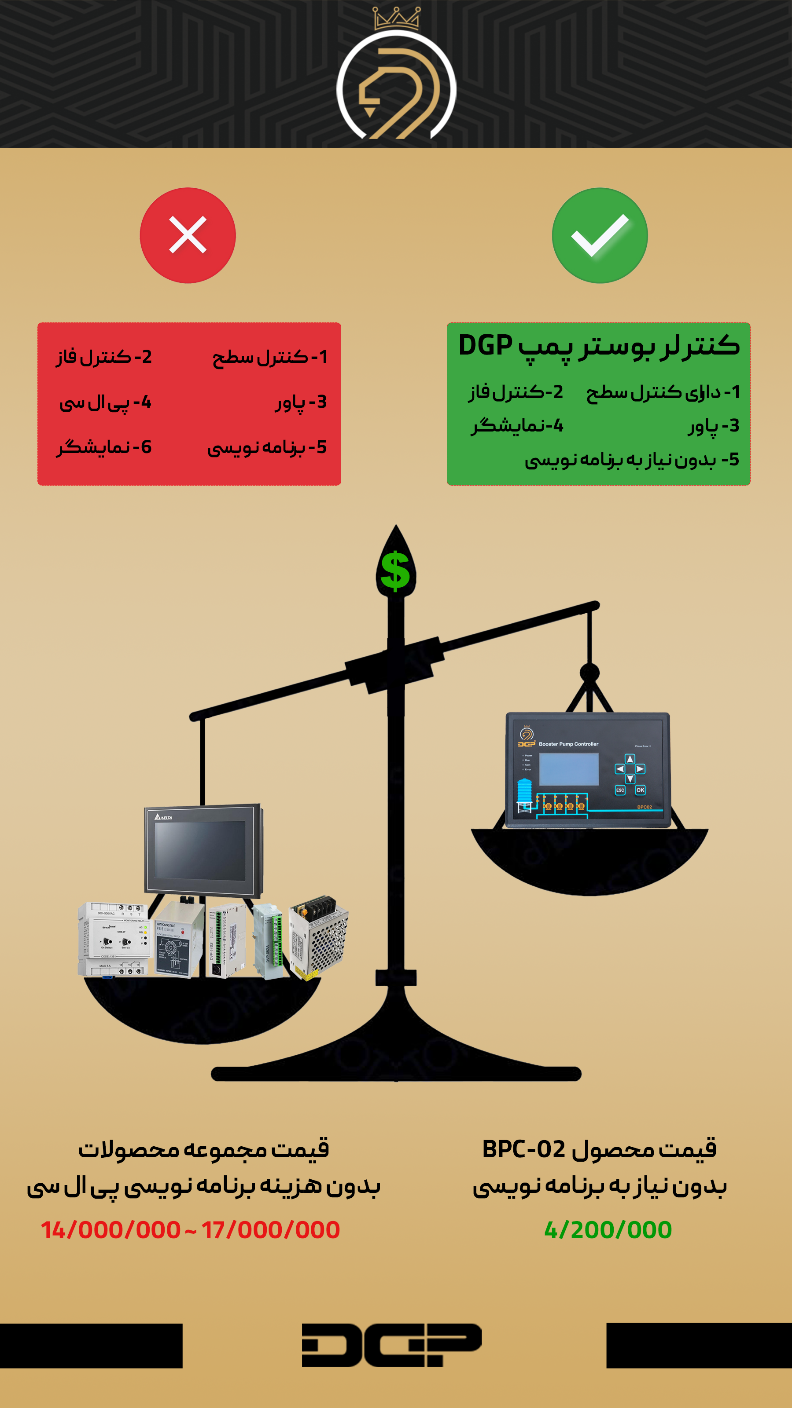 کنترلر بوستر پمپ DGP
1- دارای کنترل سطح 2-کنترل فاز
3- پاور 4-نمایشگر
5- بدون نیاز به برنامه نویسی
1- کنترل سطح 2- کنترل فاز
3- پاور 4- پی ال سی
5- برنامه نویسی 6- نمایشگر
$
DGP Booster Pump Controller
ESC OK
BPC02
DELTA
قیمت محصول BPC-02
بدون نیاز به برنامه نویسی
4/200/000
قیمت مجموعه محصولات
بدون هزینه برنامه نویسی پی ال سی
14/000/000 ~ 17/000/000
DGP